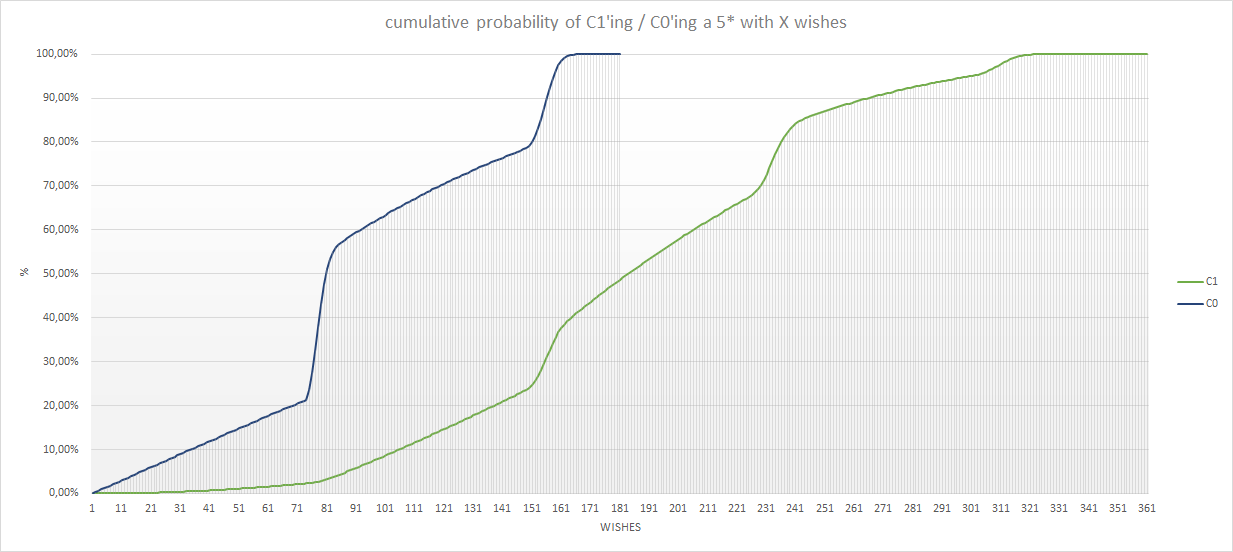 cumulative probability of C1'ing / C0'ing a 5* with X wishes
100,00%
90,00%
80,00%
70,00%
60,00%
50,00%
40,00%
30,00%
20,00%
10,00%
0,00%
%
1 11 21 31 41 51 61 71 81 91 101 111 121 131 141 151 161 171 181 191 201 211 221 231 241 251 261 271 281 291 301 311 321 331 341 351 361
WISHES
C1
C0